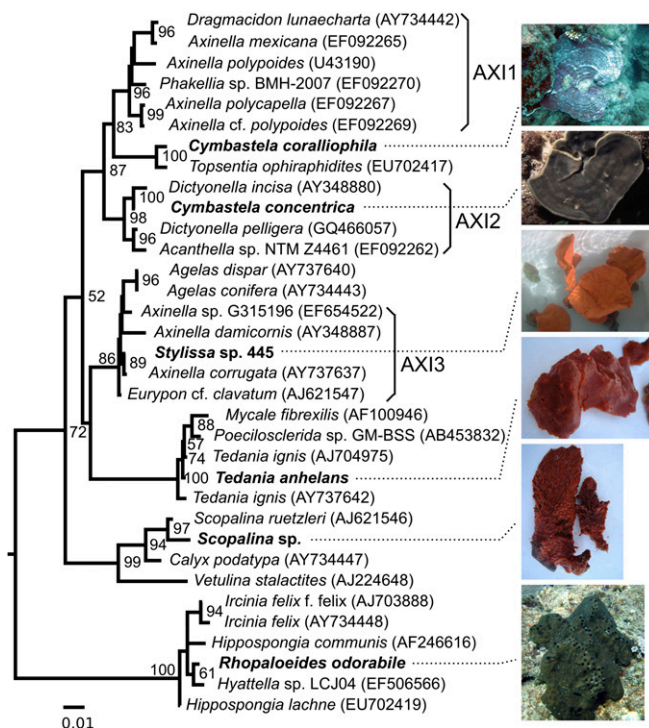 Dragmacidon lunaecharta (AY734442)
96
Axinella mexicana (EF092265)
Axinella polypoides (U43190)
AXI1
96
Phakellia sp. BMH-2007 (EF092270)
Axinella polycapella (EF092267)
99
83
Axinella cf. polypoides (EF092269)
Cymbastela coralliophila
100
87
Topsentia ophiraphidites (EU702417)
Dictyonella incisa (AY348880)
100
Cymbastela concentrica
98
AXI2
Dictyonella pelligera (GQ466057)
96
Acanthella sp. NTM Z4461 (EF092262)
Agelas dispar (AY737640)
96
Agelas conifera (AY734443)
52
Axinella sp. G315196 (EF654522)
Axinella damicornis (AY348887)
Stylissa sp. 445
AXI3
86
89
Axinella corrugata (AY737637)
Eurypon cf. clavatum (AJ621547)
Mycale fibrexilis (AF100946)
88
72
Poecilosclerida sp. GM-BSS (AB453832)
57
74
Tedania ignis (AJ704975)
100
Tedania anhelans
Tedania ignis (AY737642)
Scopalina ruetzleri (AJ621546)
97
Scopalina sp.
94
99
Calyx podatypa (AY734447)
Vetulina stalactites (AJ224648)
Ircinia felix f. felix (AJ703888)
94
Ircinia felix (AY734448)
Hippospongia communis (AF246616)
100
Rhopaloeides odorabile
61
Hyattella sp. LCJ04 (EF506566)
Hippospongia lachne (EU702419)
0.01